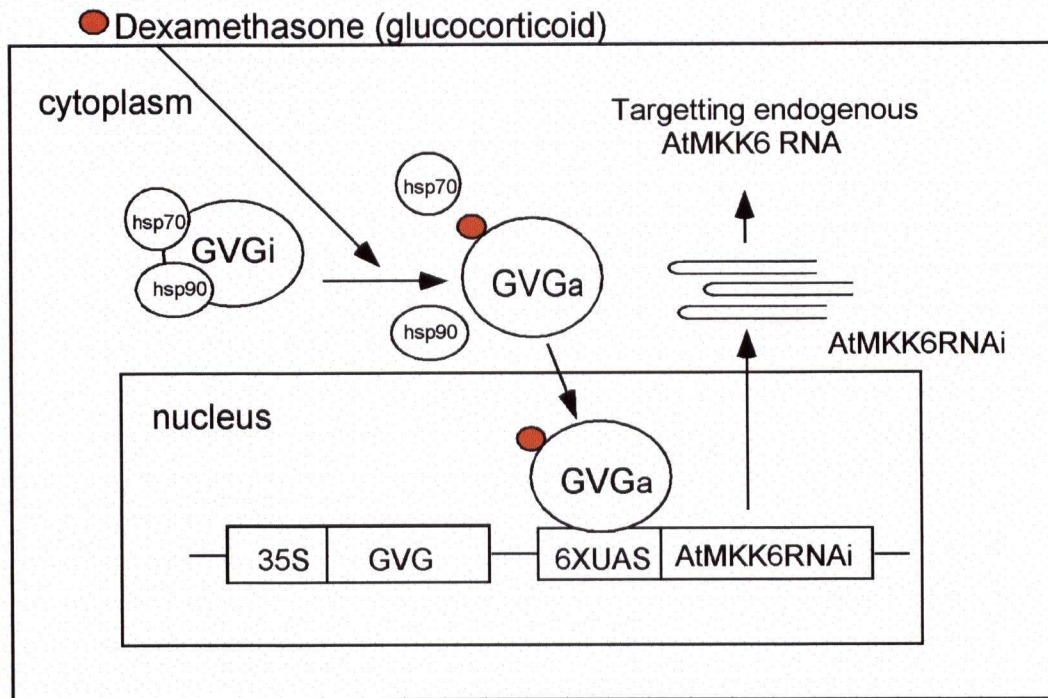 Dexamethasone (glucocorticoid)
cytoplasm
Targetting endogenous
AtMKK6 RNA
hsp70
hsp70
GVGi
GVGa
hsp90
hsp90
AtMKK6RNAi
nucleus
GVGa
35S GVG 6XUAS AtMKK6RNAi